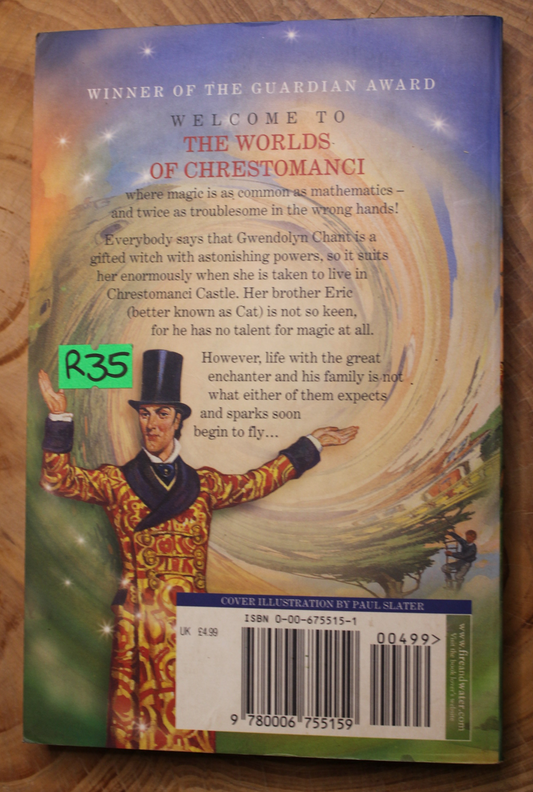 WINNER OF THE GUARDIAN AWARD
WELCOME TO
THE WORLDS
OF CHRESTOMANCI
where magic is as common as mathematics –
and twice as troublesome in the wrong hands!
Everybody says that Gwendolyn Chant is a
gifted witch with astonishing powers, so it suits
her enormously when she is taken to live in
Chrestomanci Castle. Her brother Eric
(better known as Cat) is not so keen,
for he has no talent for magic at all.
R35
However, life with the great
enchanter and his family is not
what either of them expects
and sparks soon
begin to fly...
COVER ILLUSTRATION BY PAUL SLATER
ISBN 0-00-675515-1
UK £4.99
00499>
9 780006 755159
www.fireandwater.com
Visit the book lover's website